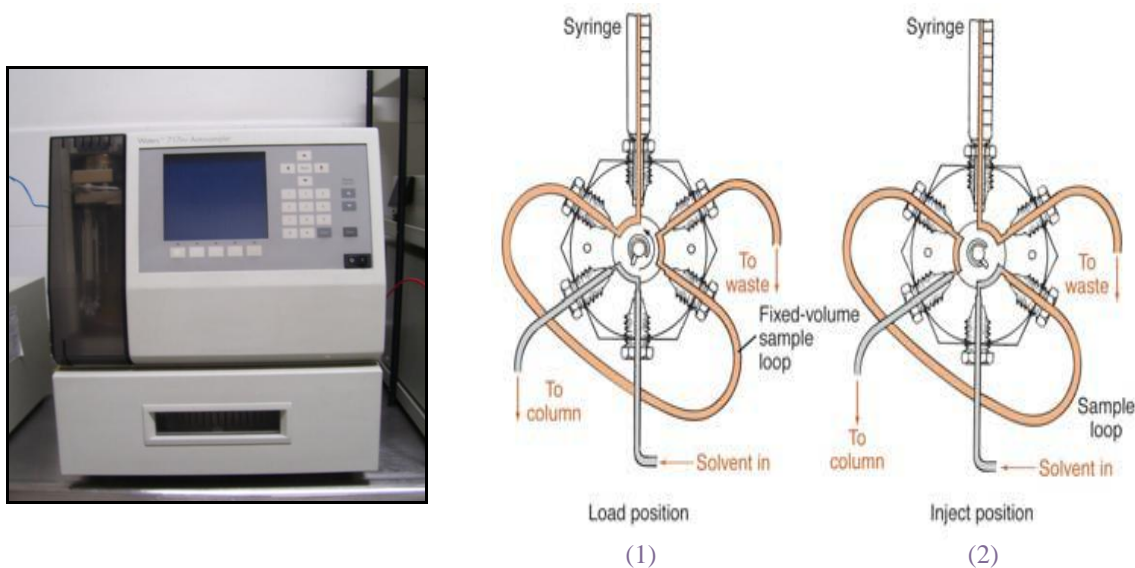 Syringe
To
waste
Fixed-volume
sample
loop
To
column
Solvent in
Load position
(1)
Syringe
To
waste
Sample
loop
To
column
Solvent in
Inject position
(2)